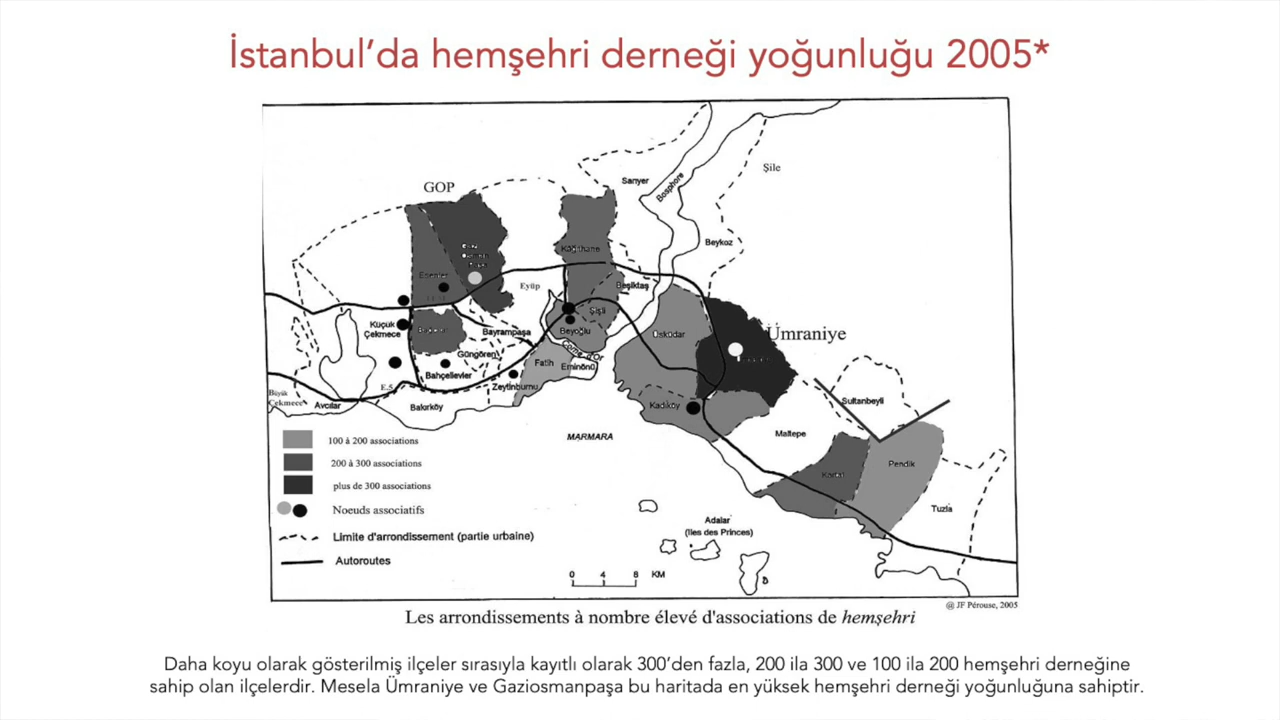 İstanbul’da hemşehri derneği yoğunluğu 2005*
GOP
Sarıyer
Bosphore
Şile
Kâğıthane
Beykoz
Esenler
Eyüp
Beşiktaş
Küçük
Çekmece
Bayrampaşa
Şişli
Beyoğlu
Üsküdar
Ümraniye
Güngören
Corne d'Or
Fatih
Eminönü
Bahçelievler
E.5.
Zeytinburnu
Büyük
Çekmece
Avcılar
Bakırköy
Kadıköy
Sultanbeyli
Maltepe
MARMARA
Kartal
Pendik
Tuzla
100 à 200 associations
200 à 300 associations
plus de 300 associations
Noeuds associatifs
Limite d'arrondissement (partie urbaine)
Autoroutes
Adalar
(Iles des Princes)
0 4 8 KM
@ JF Pérouse, 2005
Les arrondissements à nombre élevé d'associations de hemşehri
Daha koyu olarak gösterilmiş ilçeler sırasıyla kayıtlı olarak 300’den fazla, 200 ila 300 ve 100 ila 200 hemşehri derneğine
sahip olan ilçelerdir. Mesela Ümraniye ve Gaziosmanpaşa bu haritada en yüksek hemşehri derneği yoğunluğuna sahiptir.